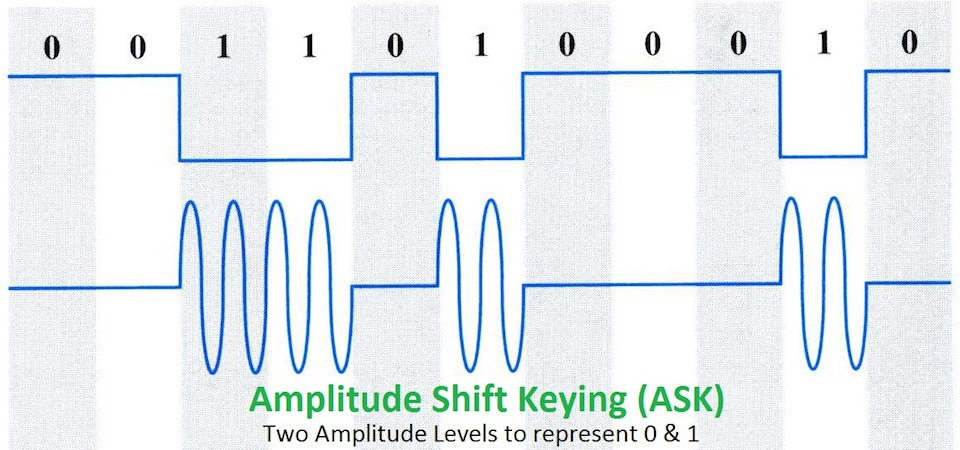 0 0 1 1 0 1 0 0 0 1 0
Amplitude Shift Keying (ASK)
Two Amplitude Levels to represent 0 & 1